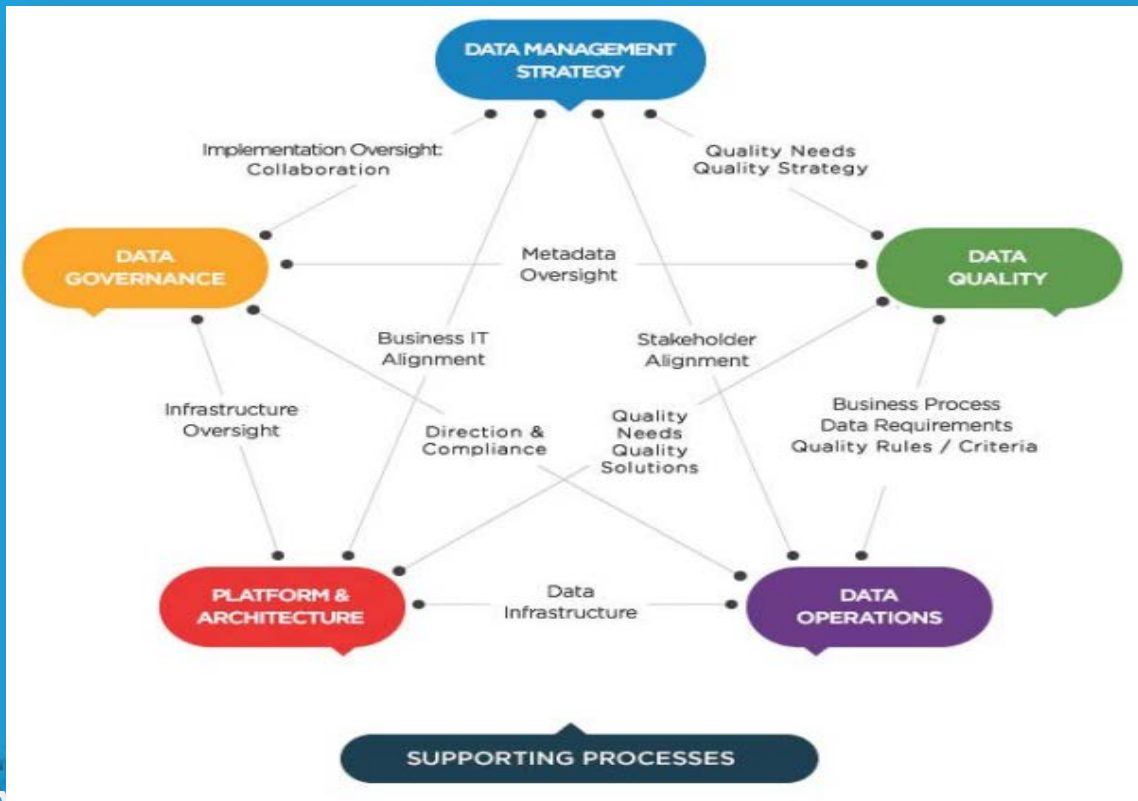 DATA MANAGEMENT
STRATEGY
Implementation Oversight:
Collaboration
Quality Needs
Quality Strategy
DATA
GOVERNANCE
Metadata
Oversight
DATA
QUALITY
Business IT
Alignment
Stakeholder
Alignment
Infrastructure
Oversight
Direction &
Compliance
Quality
Needs
Quality
Solutions
Business Process
Data Requirements
Quality Rules / Criteria
PLATFORM &
ARCHITECTURE
Data
Infrastructure
DATA
OPERATIONS
SUPPORTING PROCESSES